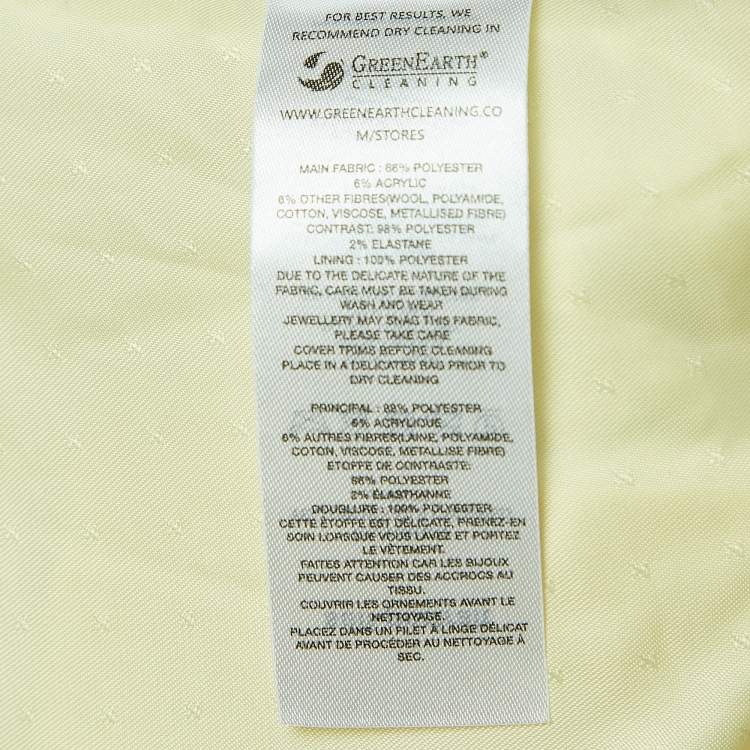 FOR BEST RESULTS, WE
RECOMMEND DRY CLEANING IN
GREENEARTH®
CLEANING
WWW.GREENEARTHCLEANING.CO
M/STORES
MAIN FABRIC : 88% POLYESTER
6% ACRYLIC
6% OTHER FIBRES(WOOL, POLYAMIDE,
COTTON, VISCOSE, METALLISED FIBRE)
CONTRAST: 98% POLYESTER
2% ELASTANE
LINING : 100% POLYESTER
DUE TO THE DELICATE NATURE OF THE
FABRIC, CARE MUST BE TAKEN DURING
WASH AND WEAR
JEWELLERY MAY SNAG THIS FABRIC,
PLEASE TAKE CARE
COVER TRIMS BEFORE CLEANING
PLACE IN A DELICATES BAG PRIOR TO
DRY CLEANING
PRINCIPAL : 88% POLYESTER
6% ACRYLIQUE
6% AUTRES FIBRES(LAINE, POLYAMIDE,
COTON, VISCOSE, METALLISE FIBRE)
ETOFFE DE CONTRASTE:
98% POLYESTER
2% ÉLASTHANNE
DOUGLURE : 100% POLYESTER
CETTE ÉTOFFE EST DÉLICATE, PRENEZ-EN
SOIN LORSQUE VOUS LAVEZ ET PORTEZ
LE VÊTEMENT.
FAITES ATTENTION CAR LES BIJOUX
PEUVENT CAUSER DES ACCROCS AU
TISSU.
COUVRIR LES ORNEMENTS AVANT LE
NETTOYAGE.
PLACEZ DANS UN FILET À LINGE DÉLICAT
AVANT DE PROCÉDER AU NETTOYAGE À
SEC.